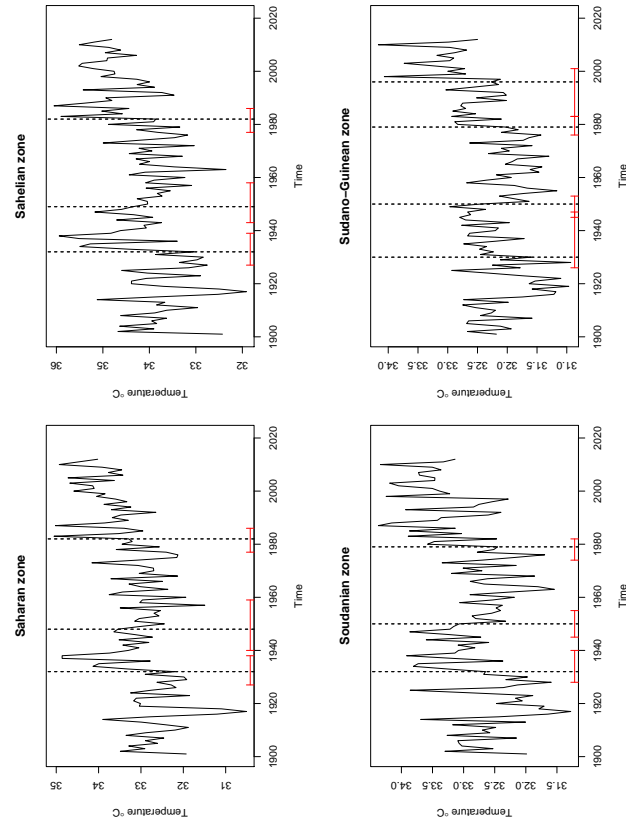 Saharan zone
Temperature °C
35
34
33
32
31
1900 1920 1940 1960 1980 2000 2020
Time
Sahelian zone
Temperature °C
36
35
34
33
32
1900 1920 1940 1960 1980 2000 2020
Time
Soudanian zone
Temperature °C
34.0
33.5
33.0
32.5
32.0
31.5
1900 1920 1940 1960 1980 2000 2020
Time
Sudano−Guinean zone
Temperature °C
34.0
33.5
33.0
32.5
32.0
31.5
31.0
1900 1920 1940 1960 1980 2000 2020
Time